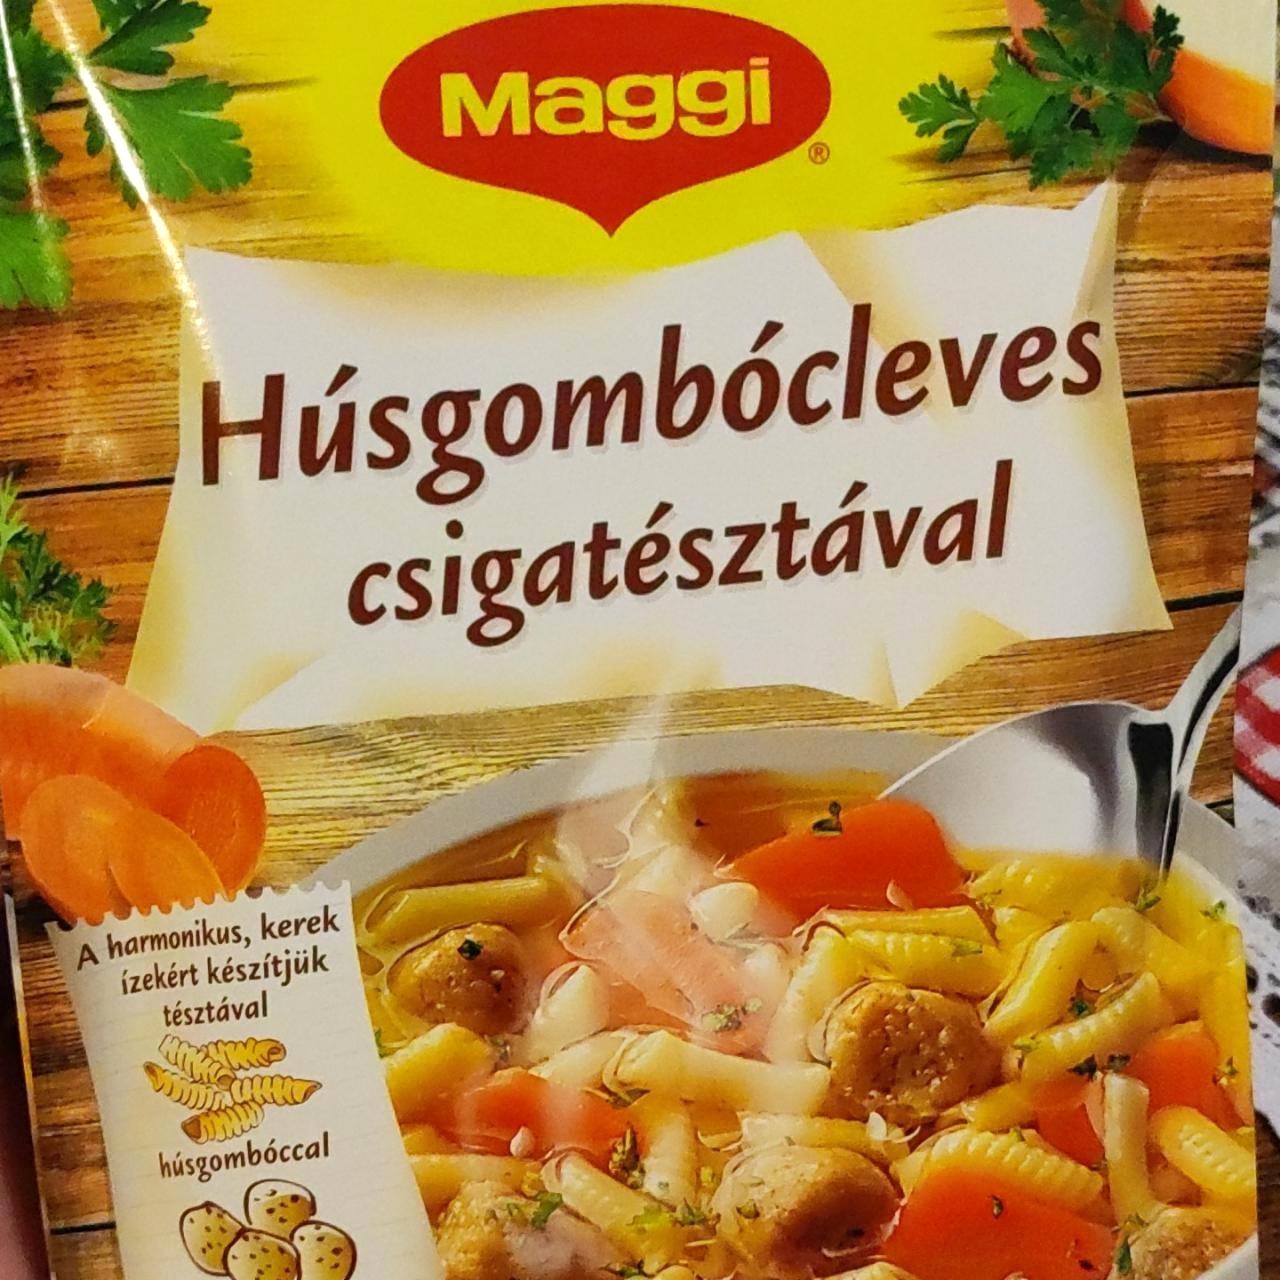 Maggi
®
Húsgombócleves
csigatésztával
A harmonikus, kerek
ízekért készítjük
tésztával
húsgombóccal